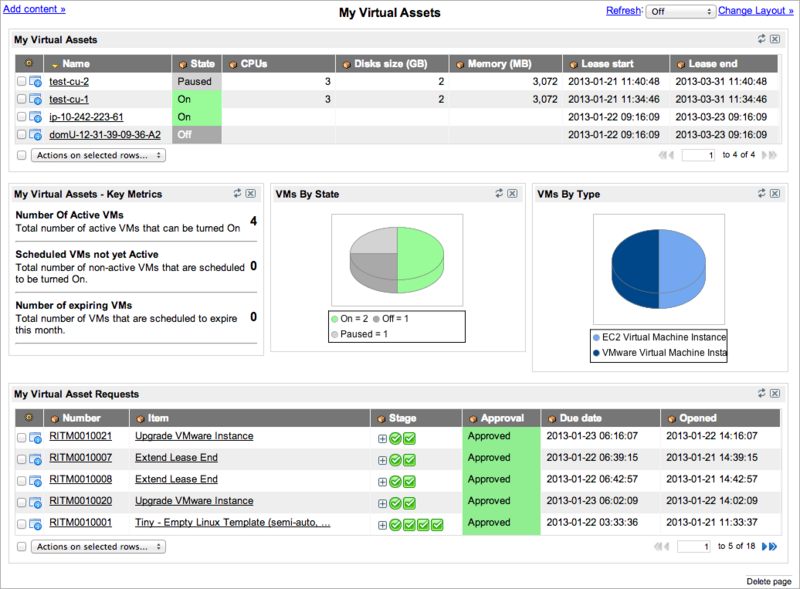 Add content »
My Virtual Assets
Refresh: Off Change Layout »
My Virtual Assets
Name State CPUs Disks size (GB) Memory (MB) Lease start Lease end
test-cu-2 Paused 3 2 3,072 2013-01-21 11:40:48 2013-03-31 11:40:48
test-cu-1 On 3 2 3,072 2013-01-21 11:34:46 2013-03-31 11:34:46
ip-10-242-223-61 On 2013-01-22 09:16:09 2013-03-23 09:16:09
domU-12-31-39-09-36-A2 Off 2013-01-22 09:16:09 2013-03-23 09:16:09
Actions on selected rows... 1 to 4 of 4
My Virtual Assets - Key Metrics
Number Of Active VMs
Total number of active VMs that can be turned On 4
Scheduled VMs not yet Active
Total number of non-active VMs that are scheduled 0
to be turned On.
Number of expiring VMs
Total number of VMs that are scheduled to expire 0
this month.
VMs By State
On = 2 Off = 1
Paused = 1
VMs By Type
EC2 Virtual Machine Instance
VMware Virtual Machine Insta
My Virtual Asset Requests
Number Item Stage Approval Due date Opened
RITM0010021 Upgrade VMware Instance Approved 2013-01-23 06:16:07 2013-01-22 14:16:07
RITM0010007 Extend Lease End Approved 2013-01-22 06:39:15 2013-01-21 14:39:15
RITM0010008 Extend Lease End Approved 2013-01-22 06:42:57 2013-01-21 14:42:57
RITM0010020 Upgrade VMware Instance Approved 2013-01-23 06:02:09 2013-01-22 14:02:09
RITM0010001 Tiny - Empty Linux Template (semi-auto, ... Approved 2013-01-22 03:33:36 2013-01-21 11:33:37
Actions on selected rows... 1 to 5 of 18
Delete page